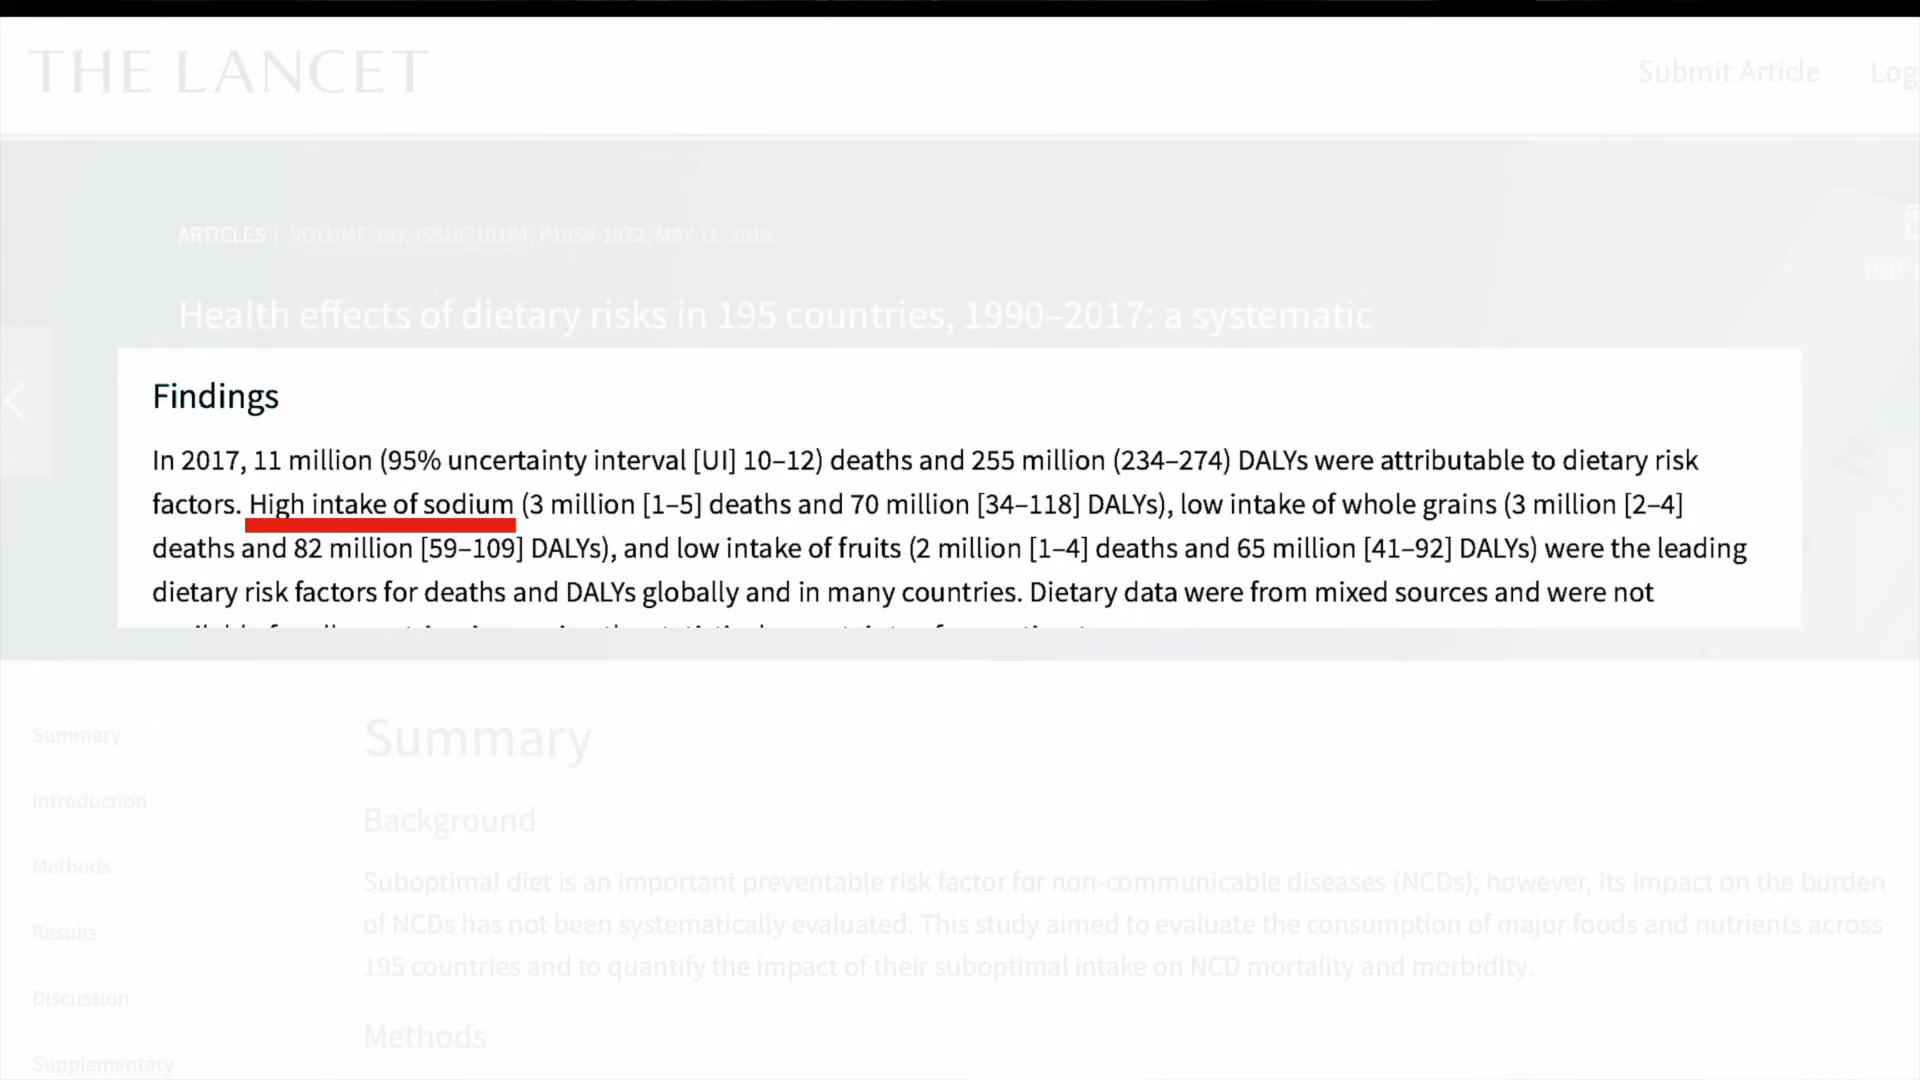 THE LANCET
Submit Article
Log
ARTICLES | VOLUME 393, ISSUE 10184, P1958-1972, MAY 11, 2019
PDF
Health effects of dietary risks in 195 countries, 1990–2017: a systematic
Findings
In 2017, 11 million (95% uncertainty interval [UI] 10–12) deaths and 255 million (234–274) DALYs were attributable to dietary risk
factors. High intake of sodium (3 million [1–5] deaths and 70 million [34–118] DALYs), low intake of whole grains (3 million [2–4]
deaths and 82 million [59–109] DALYs), and low intake of fruits (2 million [1–4] deaths and 65 million [41–92] DALYs) were the leading
dietary risk factors for deaths and DALYs globally and in many countries. Dietary data were from mixed sources and were not
Summary
Introduction
Methods
Results
Discussion
Supplementary
Summary
Background
Suboptimal diet is an important preventable risk factor for non-communicable diseases (NCDs); however, its impact on the burden
of NCDs has not been systematically evaluated. This study aimed to evaluate the consumption of major foods and nutrients across
195 countries and to quantify the impact of their suboptimal intake on NCD mortality and morbidity.
Methods